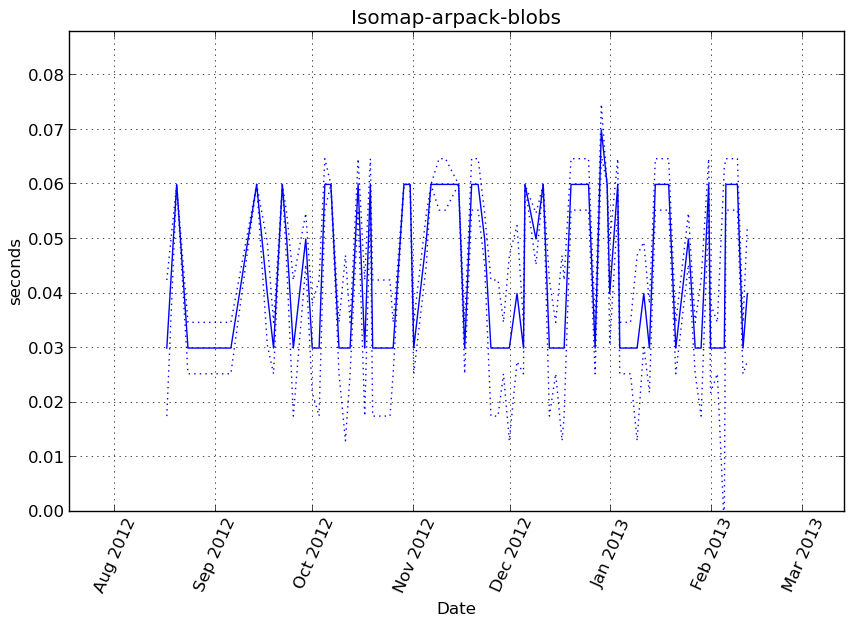 Isomap-arpack-blobs
0.08
0.07
0.06
0.05
0.04
0.03
0.02
0.01
0.00
seconds
Aug 2012
Sep 2012
Oct 2012
Nov 2012
Dec 2012
Jan 2013
Feb 2013
Mar 2013
Date